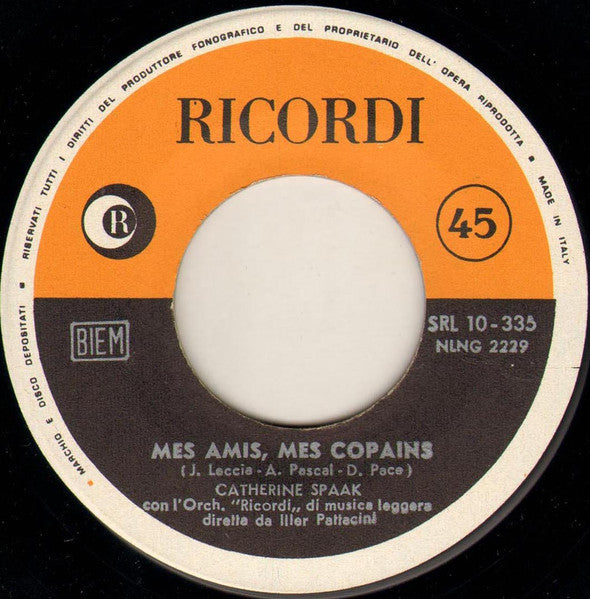 • RISERVATI TUTTI I DIRITTI DEL PRODUTTORE FONOGRAFICO E DEL PROPRIETARIO DELL'OPERA RIPRODOTTA • MADE IN ITALY
MARCHIO E DISCO DEPOSITATI •
RICORDI
R
45
BIEM
SRL 10-335
NLNG 2229
MES AMIS, MES COPAINS
(J. Leccia - A. Pascal - D. Pace)
CATHERINE SPAAK
con l'Orch. "Ricordi,, di musica leggera
diretta da Iller Pattacini